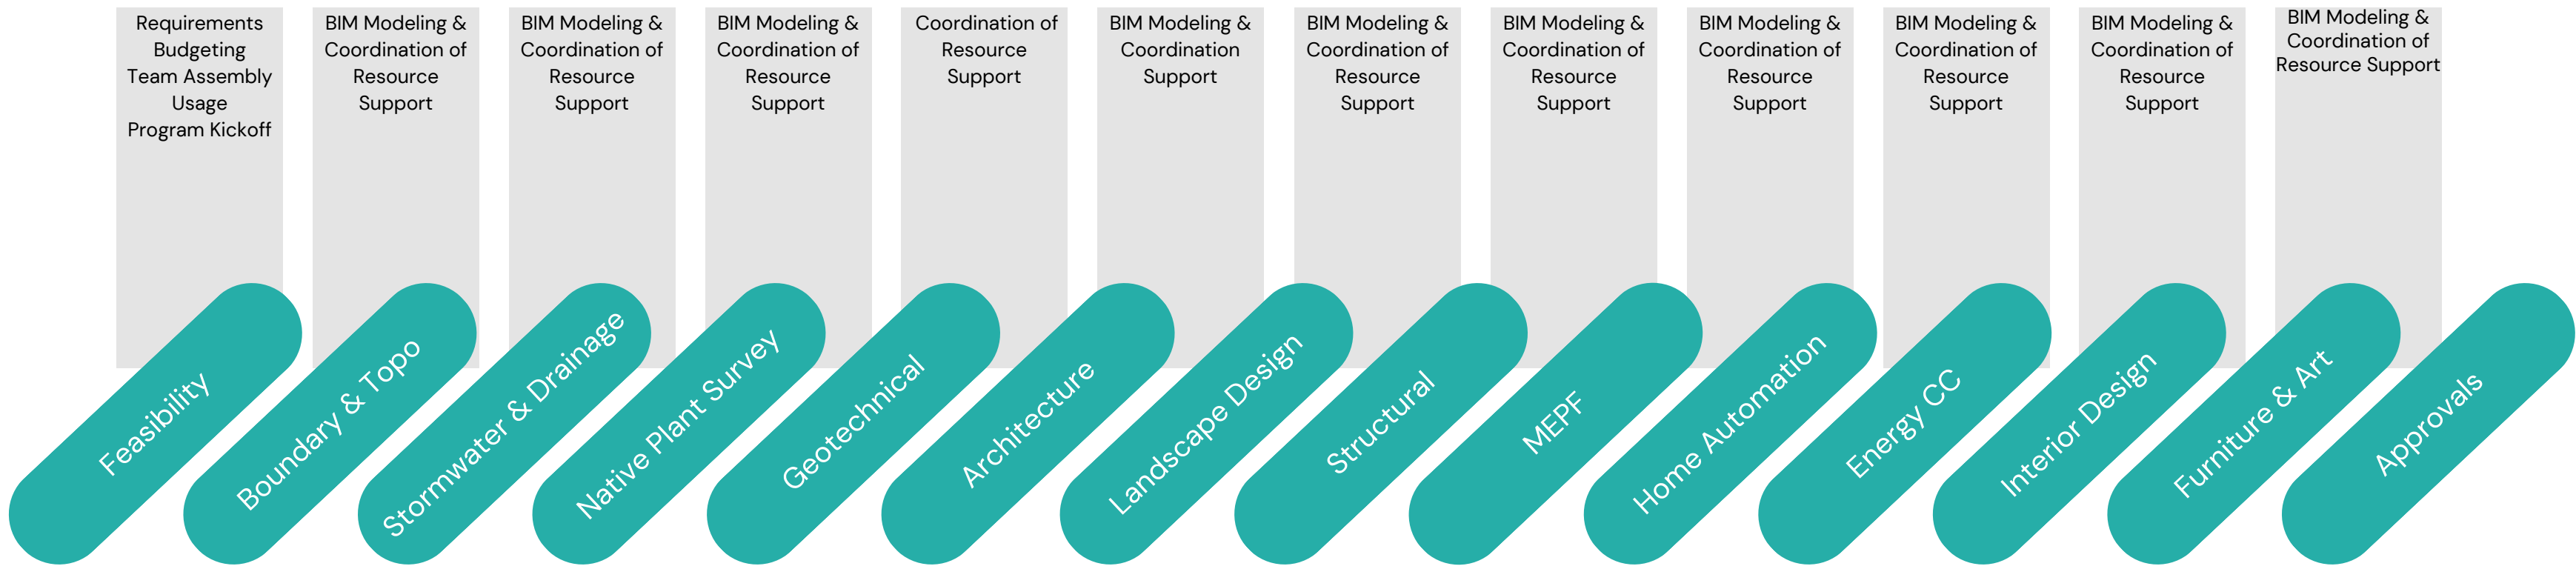 Requirements
Budgeting
Team Assembly
Usage
Program Kickoff
BIM Modeling &
Coordination of
Resource
Support
BIM Modeling &
Coordination of
Resource
Support
BIM Modeling &
Coordination of
Resource
Support
Coordination of
Resource
Support
BIM Modeling &
Coordination
Support
BIM Modeling &
Coordination of
Resource
Support
BIM Modeling &
Coordination of
Resource
Support
BIM Modeling &
Coordination of
Resource
Support
BIM Modeling &
Coordination of
Resource
Support
BIM Modeling &
Coordination of
Resource
Support
BIM Modeling &
Coordination of
Resource Support
Feasibility
Boundary & Topo
Stormwater & Drainage
Native Plant Survey
Geotechnical
Architecture
Landscape Design
Structural
MEPF
Home Automation
Energy CC
Interior Design
Furniture & Art
Approvals